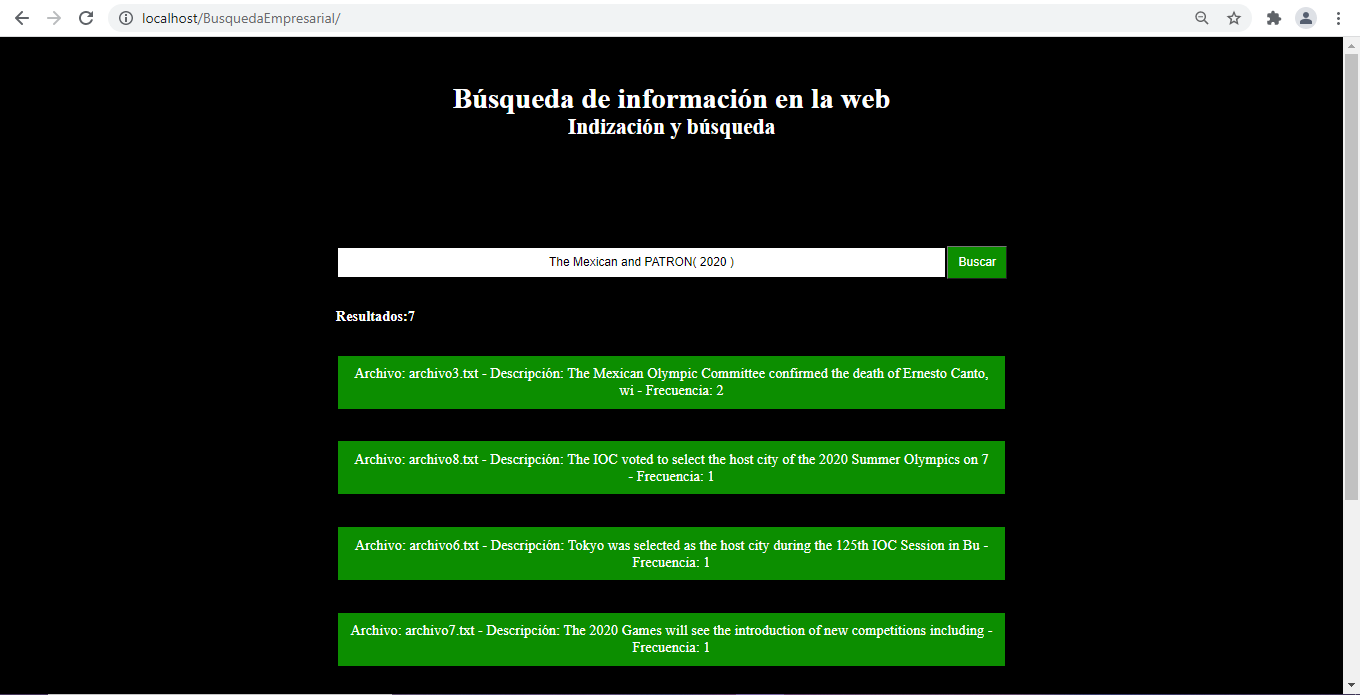 localhost/BusquedaEmpresarial/
Búsqueda de información en la web
Indización y búsqueda
The Mexican and PATRON( 2020 )
Buscar
Resultados:7
Archivo: archivo3.txt - Descripción: The Mexican Olympic Committee confirmed the death of Ernesto Canto,
wi - Frecuencia: 2
Archivo: archivo8.txt - Descripción: The IOC voted to select the host city of the 2020 Summer Olympics on 7
- Frecuencia: 1
Archivo: archivo6.txt - Descripción: Tokyo was selected as the host city during the 125th IOC Session in Bu -
Frecuencia: 1
Archivo: archivo7.txt - Descripción: The 2020 Games will see the introduction of new competitions including -
Frecuencia: 1